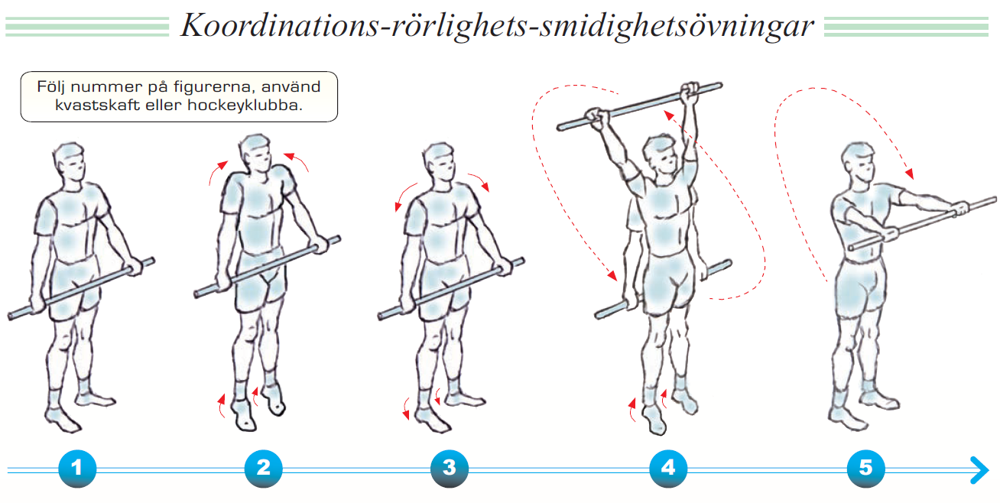 Koordinations-rörlighets-smidighetsövningar
Följ nummer på figurerna, använd
kvastskaft eller hockeyklubba.
1 2 3 4 5